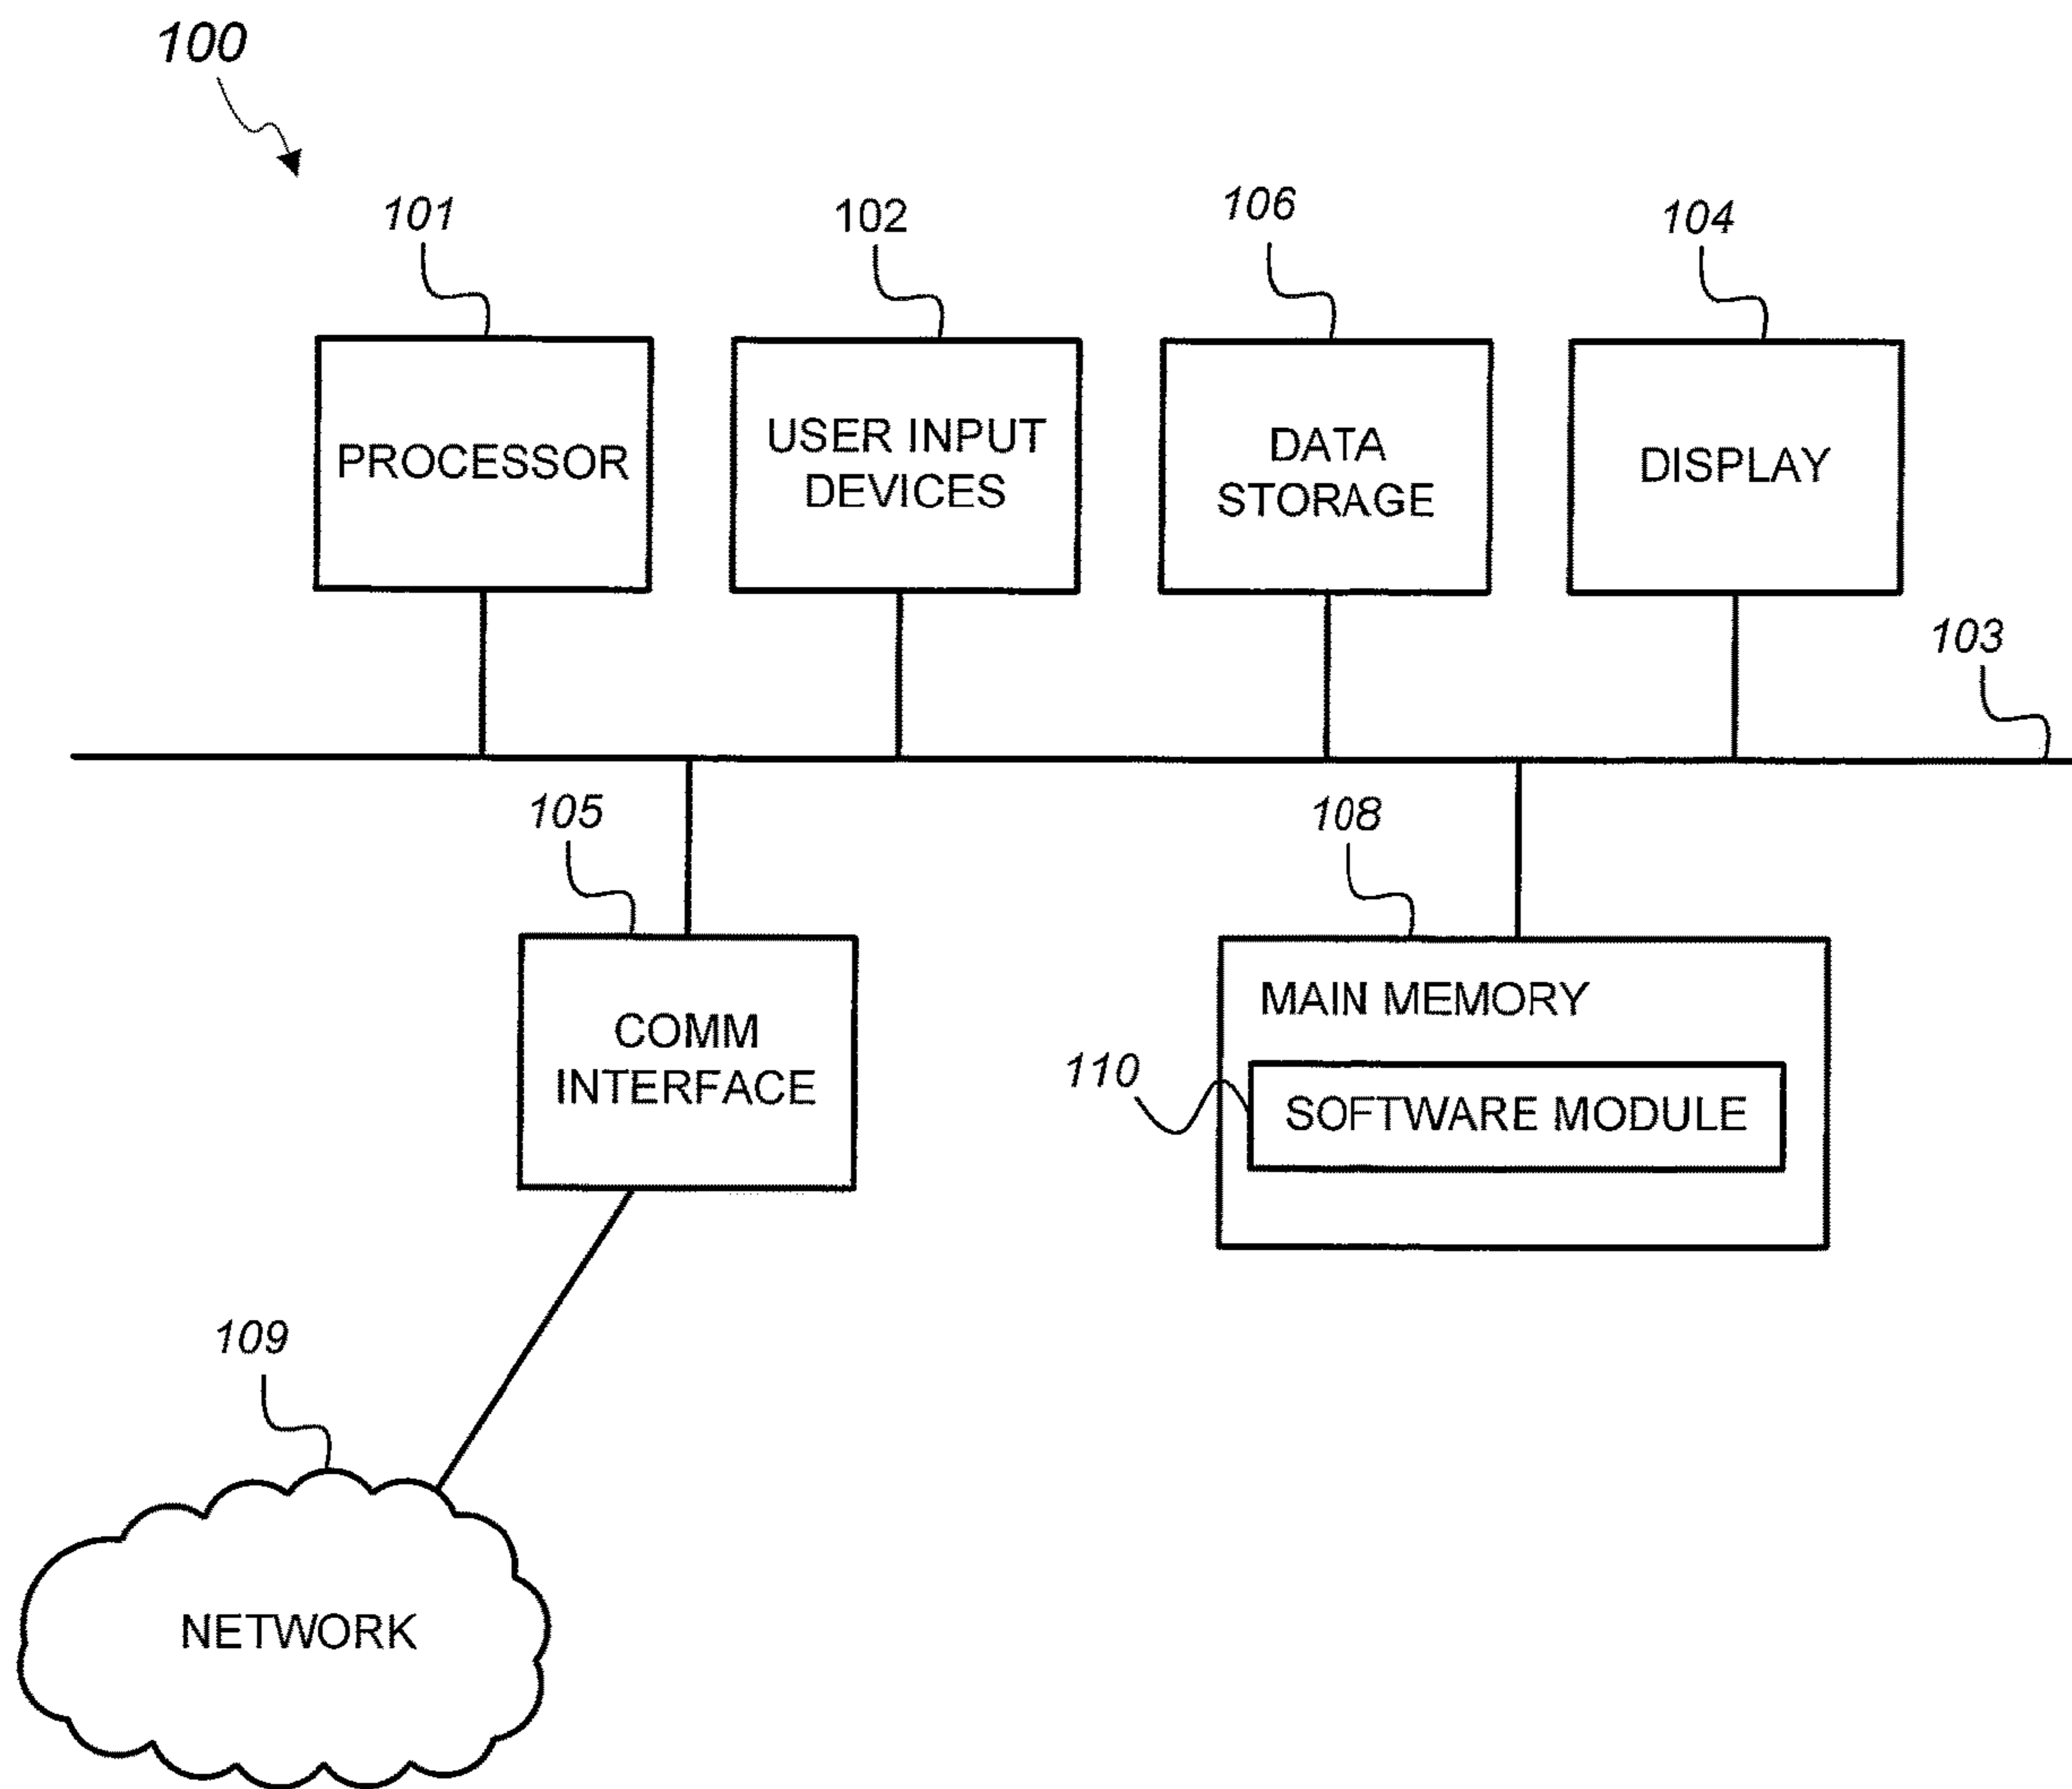 100
101
102
106
104
PROCESSOR
USER INPUT
DEVICES
DATA
STORAGE
DISPLAY
103
105
108
COMM
INTERFACE
MAIN MEMORY
110
SOFTWARE MODULE
109
NETWORK